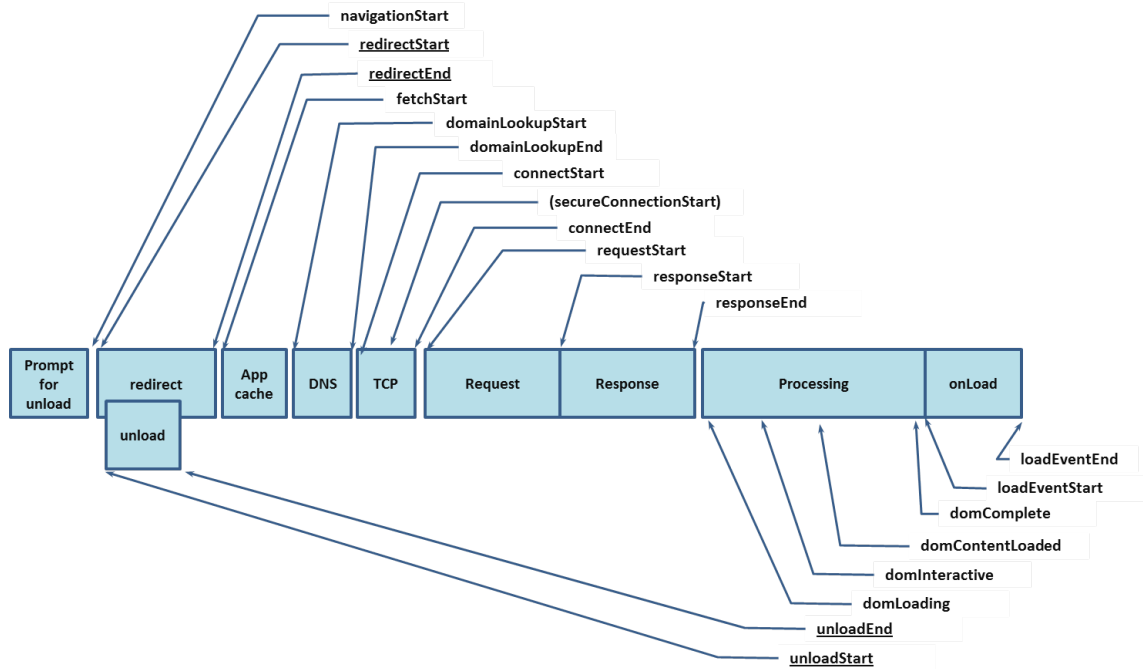 navigationStart
redirectStart
redirectEnd
fetchStart
domainLookupStart
domainLookupEnd
connectStart
(secureConnectionStart)
connectEnd
requestStart
responseStart
responseEnd
Prompt
for
unload
redirect
App
cache
DNS
TCP
Request
Response
Processing
onLoad
unload
loadEventEnd
loadEventStart
domComplete
domContentLoaded
domInteractive
domLoading
unloadEnd
unloadStart